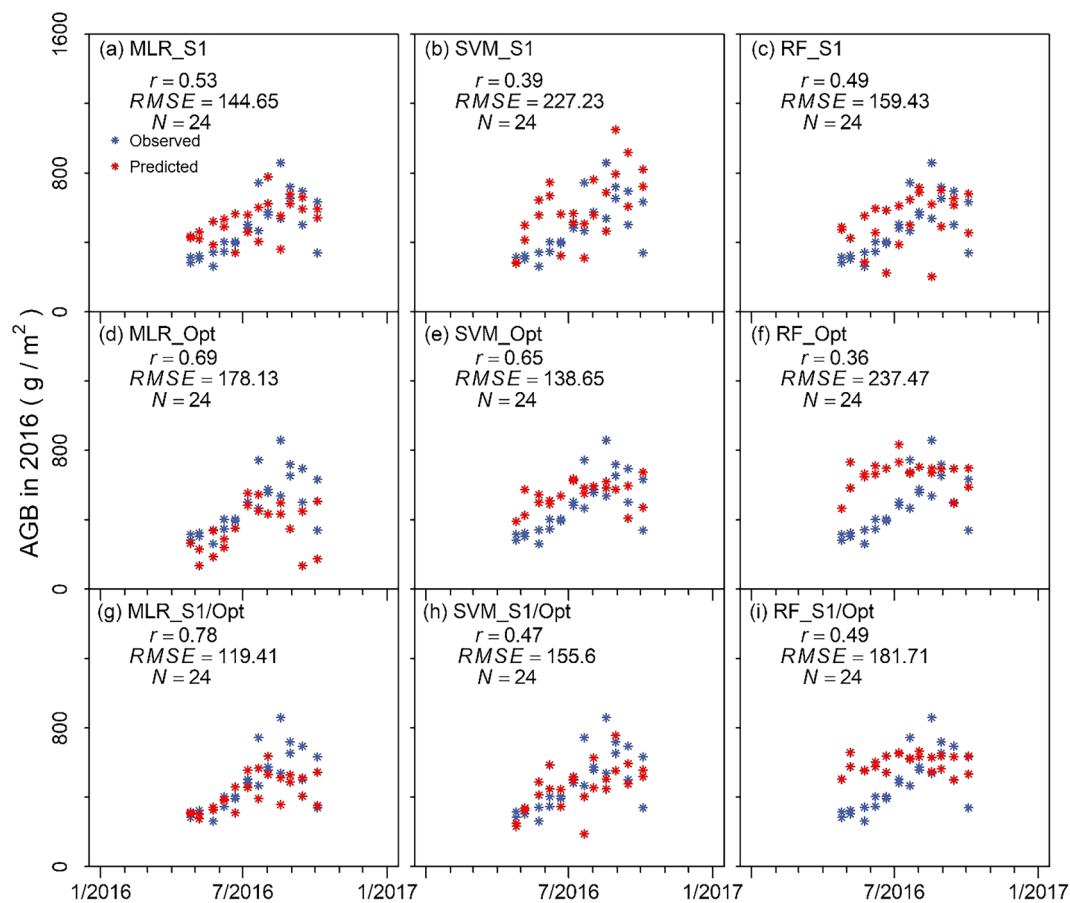 AGB in 2016 ( g / m² )
1600
800
0
(a) MLR_S1
r = 0.53
RMSE = 144.65
N = 24
Observed
Predicted
(b) SVM_S1
r = 0.39
RMSE = 227.23
N = 24
(c) RF_S1
r = 0.49
RMSE = 159.43
N = 24
800
0
(d) MLR_Opt
r = 0.69
RMSE = 178.13
N = 24
(e) SVM_Opt
r = 0.65
RMSE = 138.65
N = 24
(f) RF_Opt
r = 0.36
RMSE = 237.47
N = 24
800
0
(g) MLR_S1/Opt
r = 0.78
RMSE = 119.41
N = 24
(h) SVM_S1/Opt
r = 0.47
RMSE = 155.6
N = 24
(i) RF_S1/Opt
r = 0.49
RMSE = 181.71
N = 24
1/2016 7/2016 1/2017
7/2016 1/2017
7/2016 1/2017